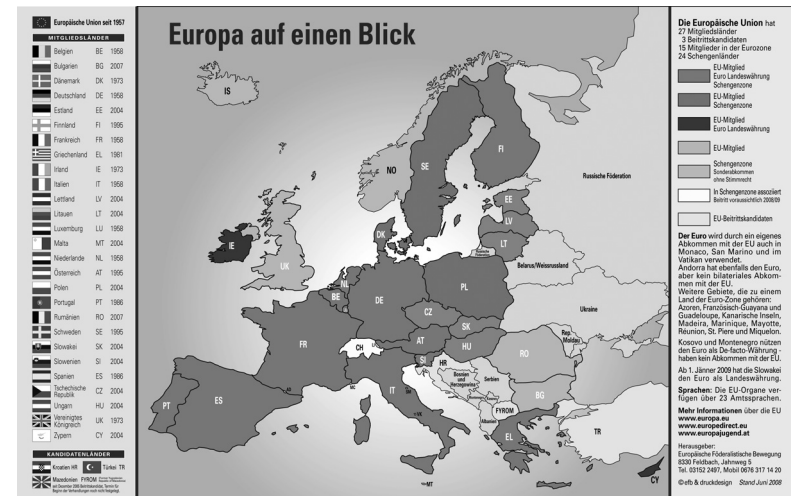 Europäische Union seit 1957
MITGLIEDSLÄNDER
Belgien BE 1958
Bulgarien BG 2007
Dänemark DK 1973
Deutschland DE 1958
Estland EE 2004
Finnland FI 1995
Frankreich FR 1958
Griechenland EL 1981
Irland IE 1973
Italien IT 1958
Lettland LV 2004
Litauen LT 2004
Luxemburg LU 1958
Malta MT 2004
Niederlande NL 1958
Österreich AT 1995
Polen PL 2004
Portugal PT 1986
Rumänien RO 2007
Schweden SE 1995
Slowakei SK 2004
Slowenien SI 2004
Spanien ES 1986
Tschechische
Republik CZ 2004
Ungarn HU 2004
Vereinigtes
Königreich UK 1973
Zypern CY 2004
KANDIDATENLÄNDER
Kroatien HR Türkei TR
Mazedonien FYROM
Europa auf einen Blick
IS
NO
SE
FI
Russische Föderation
EE
LV
LT
DK
IE
UK
NL
BE
DE
PL
Belarus/Weissrussland
Ukraine
CZ
SK
FR
CH
AT
HU
SI
HR
RO
Rep.
Moldau
Bosnien
und
Herzegowina
Serbien
BG
IT
FYROM
Albanien
PT
ES
EL
TR
MT
CY
Die Europäische Union hat
27 Mitgliedsländer
3 Beitrittskandidaten
15 Mitglieder in der Eurozone
24 Schengenländer
EU-Mitglied
Euro Landeswährung
Schengenzone
EU-Mitglied
Schengenzone
EU-Mitglied
Euro Landeswährung
EU-Mitglied
Schengenzone
Sonderabkommen
ohne Stimmrecht
In Schengenzone assoziiert
Beitritt voraussichtlich 2008/09
EU-Beitrittskandidaten
Der Euro wird durch ein eigenes
Abkommen mit der EU auch in
Monaco, San Marino und im
Vatikan verwendet.
Andorra hat ebenfalls den Euro,
aber kein bilaterales Abkom-
men mit der EU.
Weitere Gebiete, die zu einem
Land der Euro-Zone gehören:
Azoren, Französisch-Guayana und
Guadeloupe, Kanarische Inseln,
Madeira, Marinique, Mayotte,
Réunion, St. Piere und Miquelon.
Kosovo und Montenegro nützen
den Euro als De-facto-Währung -
haben kein Abkommen mit der EU.
Ab 1. Jänner 2009 hat die Slowakei
den Euro als Landeswährung.
Sprachen: Die EU-Organe ver-
fügen über 23 Amtssprachen.
Mehr Informationen über die EU
www.europa.eu
www.europedirect.eu
www.europajugend.at
Herausgeber:
Europäische Föderalistische Bewegung
8330 Feldbach, Jahnweg 5
Tel. 03152 2497, Mobil 0676 317 14 20
©efb & druckdesign Stand Juni 2008